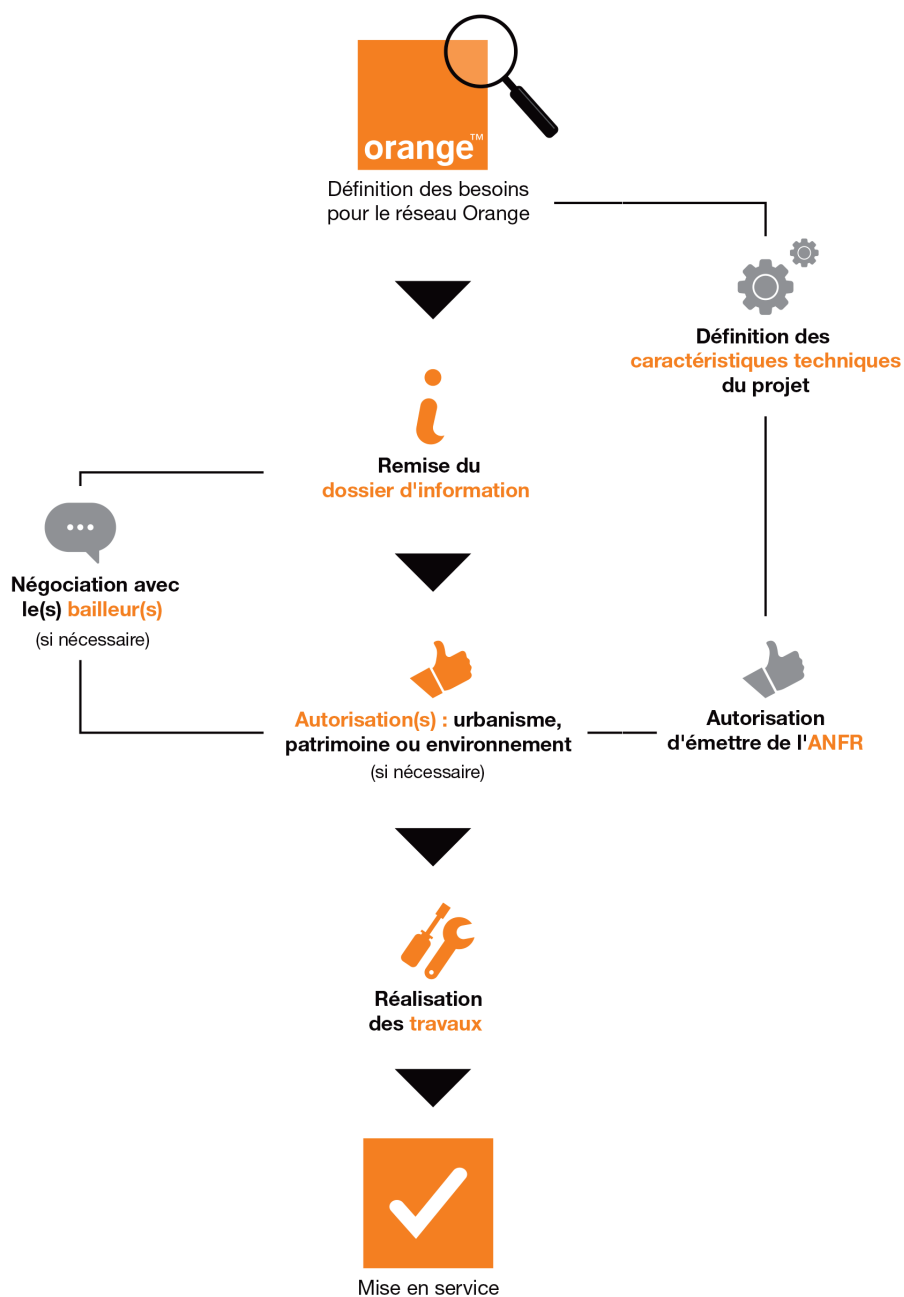 orange™
Définition des besoins
pour le réseau Orange
Définition des
caractéristiques techniques
du projet
Remise du
dossier d'information
Négociation avec
le(s) bailleur(s)
(si nécessaire)
Autorisation(s) : urbanisme,
patrimoine ou environnement
(si nécessaire)
Autorisation
d'émettre de l'ANFR
Réalisation
des travaux
Mise en service